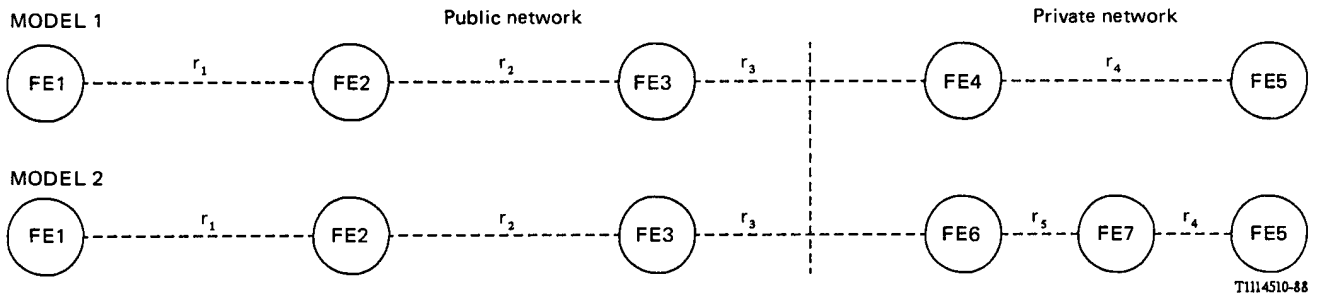 MODEL 1
Public network
Private network
FE1 r₁ FE2 r₂ FE3 r₃ FE4 r₄ FE5
MODEL 2
FE1 r₁ FE2 r₂ FE3 r₃ FE6 r₅ FE7 r₄ FE5
T1114510-88